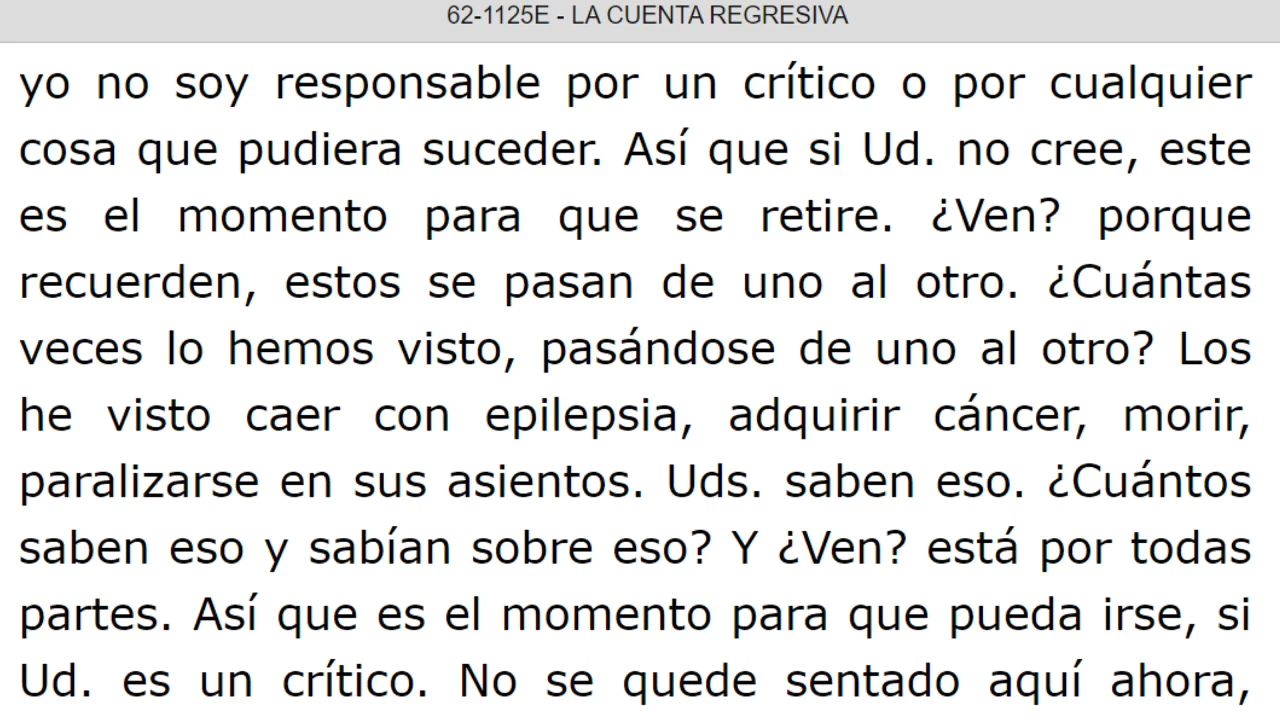 62-1125E - LA CUENTA REGRESIVA
yo no soy responsable por un crítico o por cualquier
cosa que pudiera suceder. Así que si Ud. no cree, este
es el momento para que se retire. ¿Ven? porque
recuerden, estos se pasan de uno al otro. ¿Cuántas
veces lo hemos visto, pasándose de uno al otro? Los
he visto caer con epilepsia, adquirir cáncer, morir,
paralizarse en sus asientos. Uds. saben eso. ¿Cuántos
saben eso y sabían sobre eso? Y ¿Ven? está por todas
partes. Así que es el momento para que pueda irse, si
Ud. es un crítico. No se quede sentado aquí ahora,